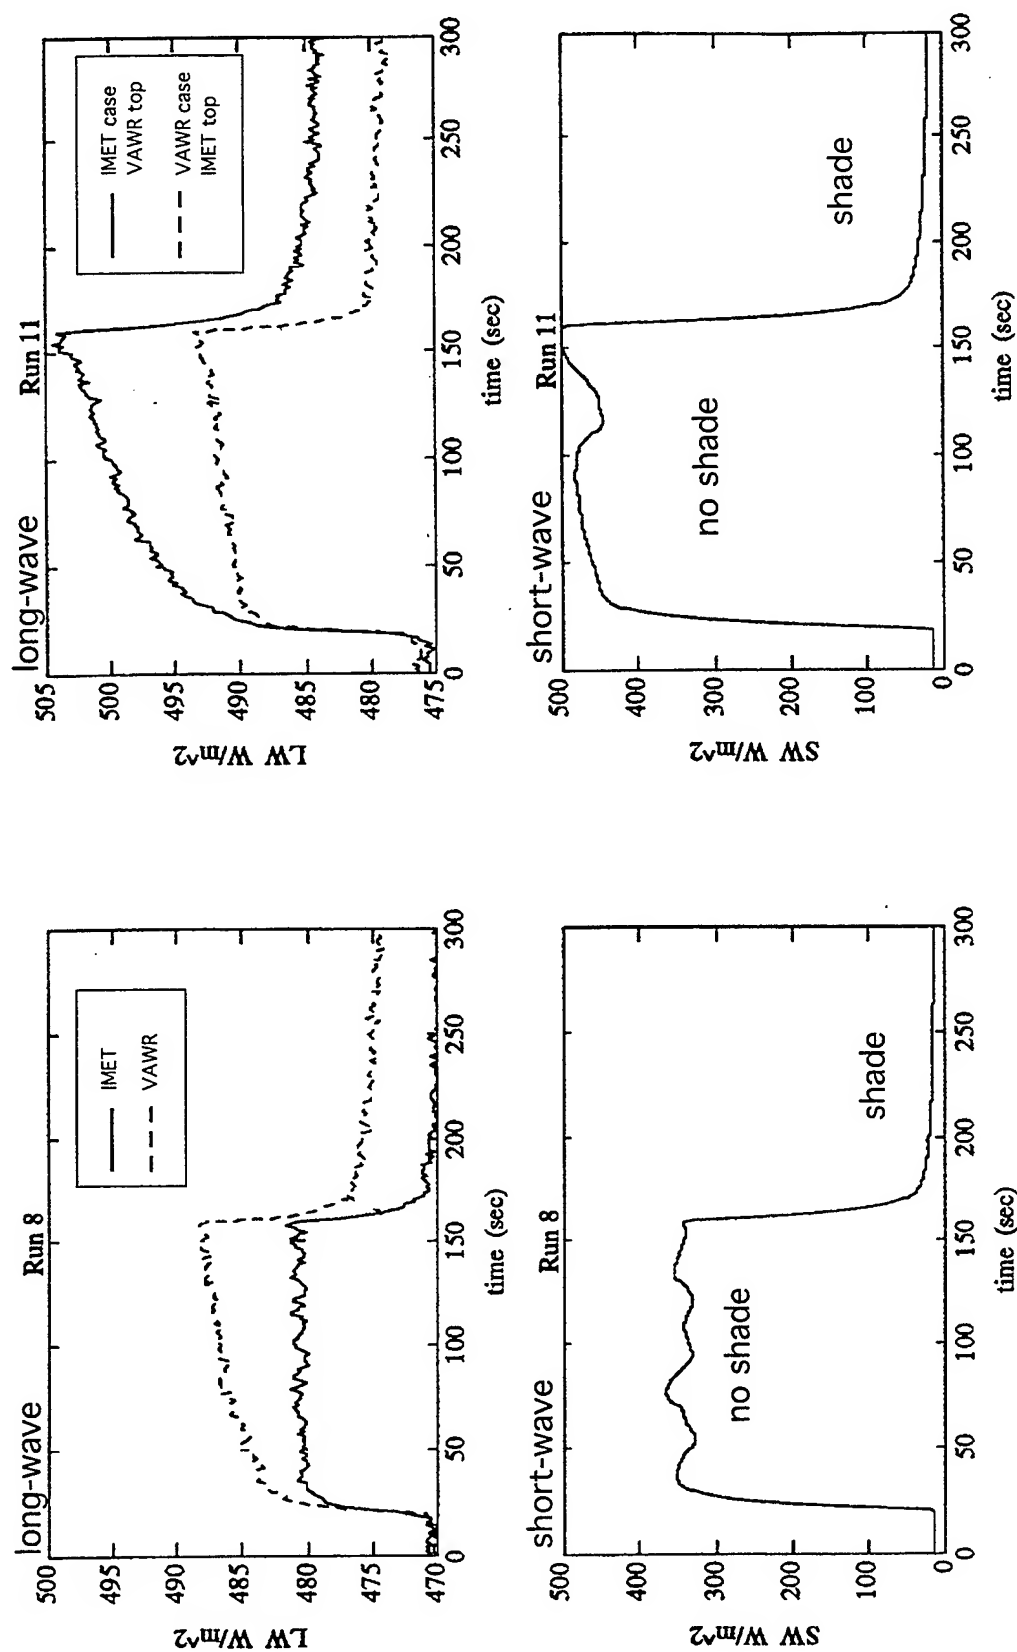 long-wave
Run 8
500
495
490
485
480
475
470
LW W/m^2
IMET
VAWR
0
50
100
150
200
250
300
time (sec)
short-wave
Run 8
500
400
300
200
100
0
SW W/m^2
no shade
shade
0
50
100
150
200
250
300
time (sec)
long-wave
Run 11
505
500
495
490
485
480
475
LW W/m^2
IMET case
VAWR top
VAWR case
IMET top
0
50
100
150
200
250
300
time (sec)
short-wave
Run 11
500
400
300
200
100
0
SW W/m^2
no shade
shade
0
50
100
150
200
250
300
time (sec)